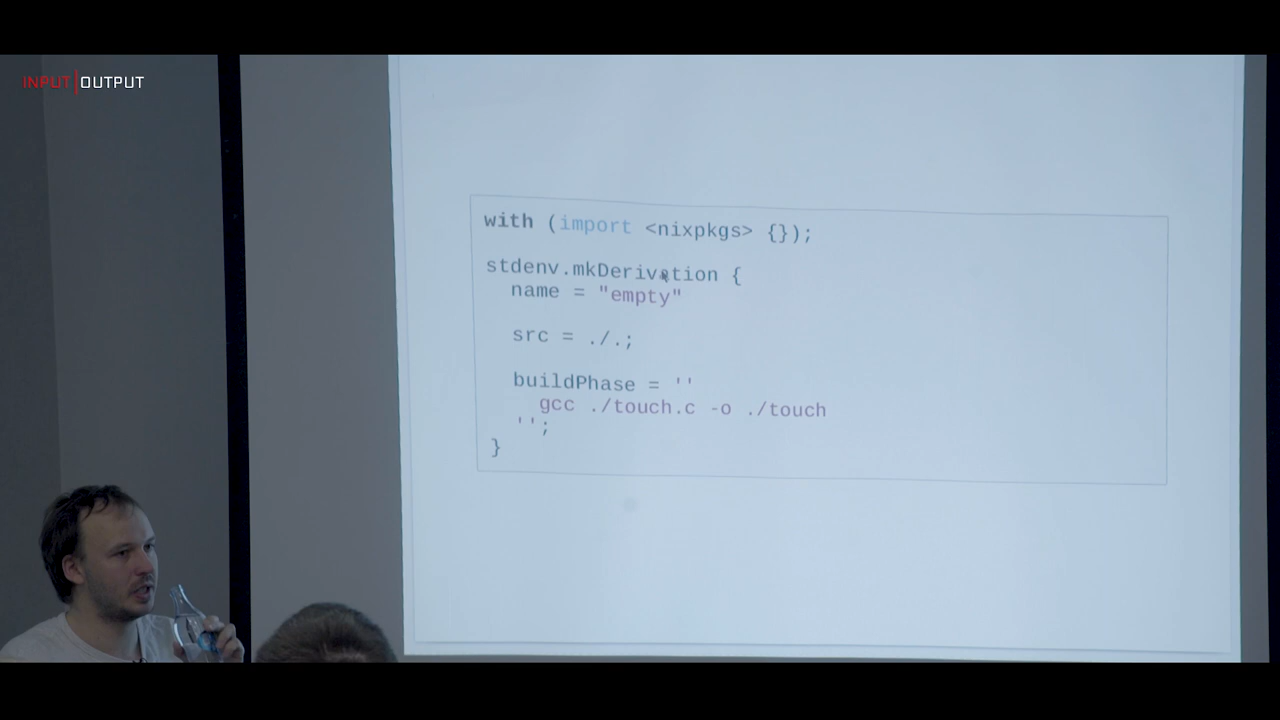 INPUT|OUTPUT
with (import <nixpkgs> {});
stdenv.mkDerivation {
name = "empty"
src = ./.;
buildPhase = ''
gcc ./touch.c -o ./touch
'';
}